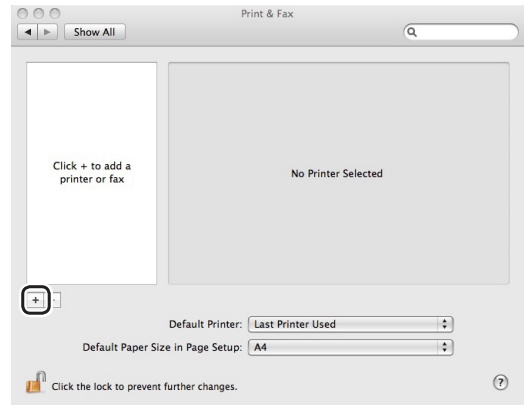 Print & Fax
Show All
Click + to add a
printer or fax
No Printer Selected
+ -
Default Printer: Last Printer Used
Default Paper Size in Page Setup: A4
Click the lock to prevent further changes.
?